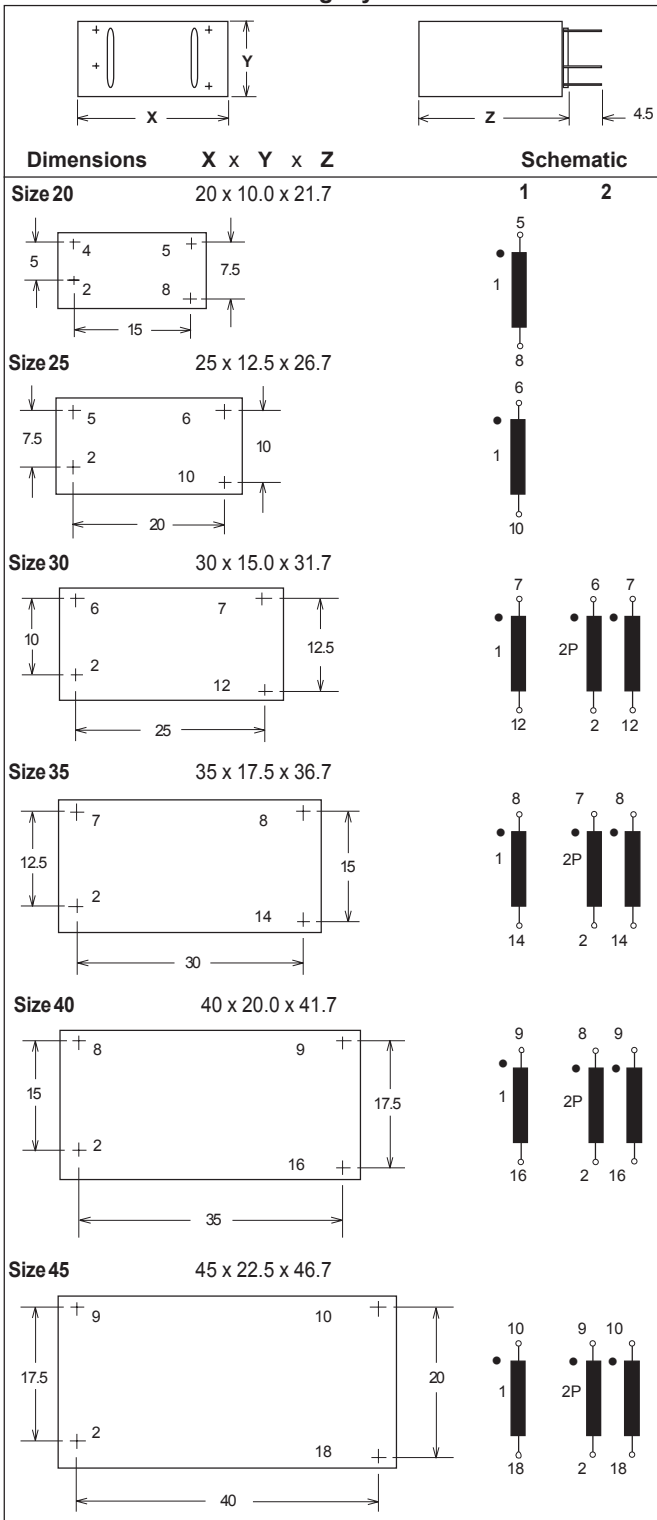 Y
X
Z
4.5
Dimensions X x Y x Z Schematic
Size 20 20 x 10.0 x 21.7 1 2
5
4 5
5 7.5
2 8
15
1
8
Size 25 25 x 12.5 x 26.7
6
5 6
7.5 10
2
10
20
1
10
Size 30 30 x 15.0 x 31.7
7 6 7
6 7
10 12.5
2
12
25
1 2P
12 2 12
Size 35 35 x 17.5 x 36.7
8 7 8
7 8
12.5 15
2
14
30
1 2P
14 2 14
Size 40 40 x 20.0 x 41.7
9 8 9
8 9
15 17.5
2
16
35
1 2P
16 2 16
Size 45 45 x 22.5 x 46.7
10 9 10
9 10
17.5 20
2
18
40
1 2P
18 2 18